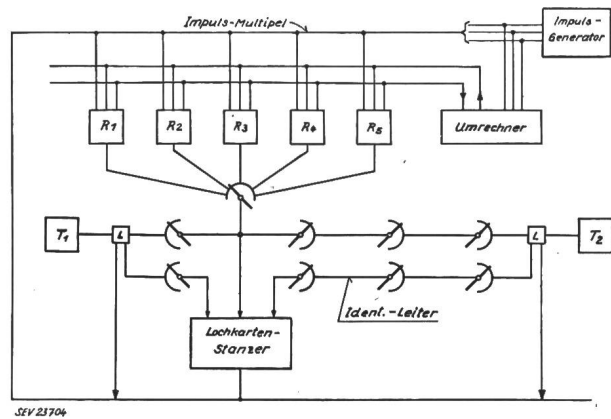 Impuls-Multipel
Impuls-
Generator
R1
R2
R3
R4
R5
Umrechner
T1
L
L
T2
Ident.-Leiter
Lochkarten-
Stanzer
SEV 23704